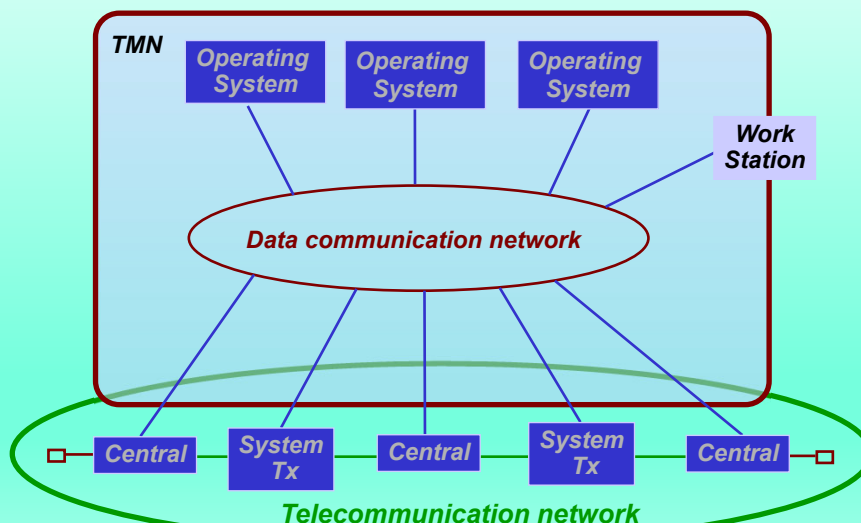 TMN
Operating
System
Operating
System
Operating
System
Work
Station
Data communication network
Central
System
Tx
Central
System
Tx
Central
Telecommunication network